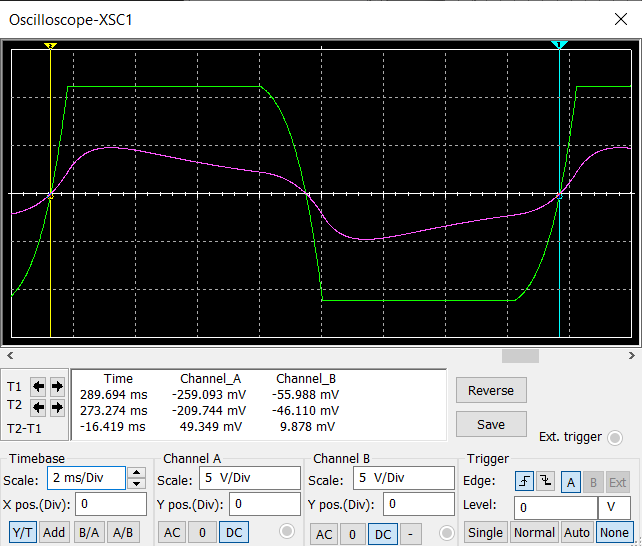 Oscilloscope-XSC1
2
1
Time Channel_A Channel_B
T1 289.694 ms -259.093 mV -55.988 mV
T2 273.274 ms -209.744 mV -46.110 mV
T2-T1 -16.419 ms 49.349 mV 9.878 mV
Reverse
Save
Ext. trigger
Timebase
Scale: 2 ms/Div
X pos.(Div): 0
Y/T Add B/A A/B
Channel A
Scale: 5 V/Div
Y pos.(Div): 0
AC 0 DC
Channel B
Scale: 5 V/Div
Y pos.(Div): 0
AC 0 DC -
Trigger
Edge: A B Ext
Level: 0 V
Single Normal Auto None